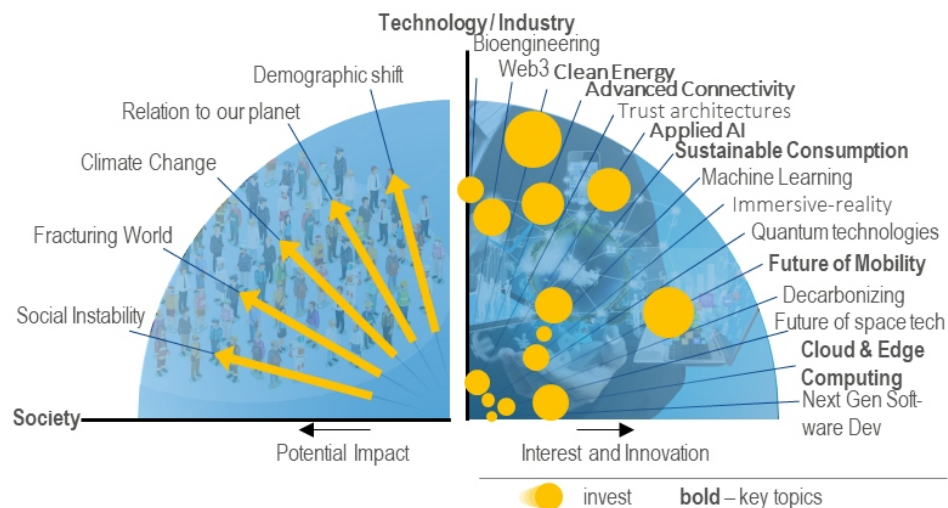 Technology/ Industry
Bioengineering
Web3
Clean Energy
Demographic shift
Advanced Connectivity
Relation to our planet
Trust architectures
Applied AI
Climate Change
Sustainable Consumption
Machine Learning
Immersive-reality
Fracturing World
Quantum technologies
Future of Mobility
Social Instability
Decarbonizing
Future of space tech
Cloud & Edge
Computing
Next Gen Soft-
ware Dev
Society
Potential Impact
Interest and Innovation
invest
bold – key topics